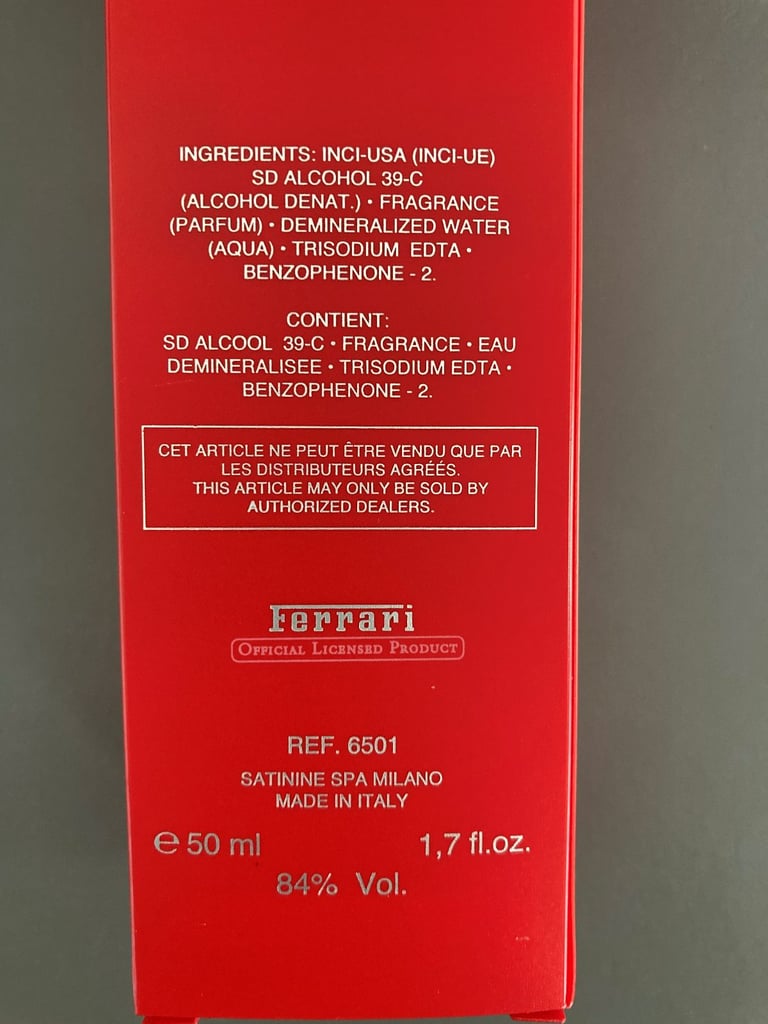 INGREDIENTS: INCI-USA (INCI-UE)
SD ALCOHOL 39-C
(ALCOHOL DENAT.) • FRAGRANCE
(PARFUM) • DEMINERALIZED WATER
(AQUA) • TRISODIUM EDTA •
BENZOPHENONE - 2.
CONTIENT:
SD ALCOOL 39-C • FRAGRANCE • EAU
DEMINERALISEE • TRISODIUM EDTA •
BENZOPHENONE - 2.
CET ARTICLE NE PEUT ÊTRE VENDU QUE PAR
LES DISTRIBUTEURS AGRÉÉS.
THIS ARTICLE MAY ONLY BE SOLD BY
AUTHORIZED DEALERS.
Ferrari
OFFICIAL LICENSED PRODUCT
REF. 6501
SATININE SPA MILANO
MADE IN ITALY
℮ 50 ml 1,7 fl.oz.
84% Vol.